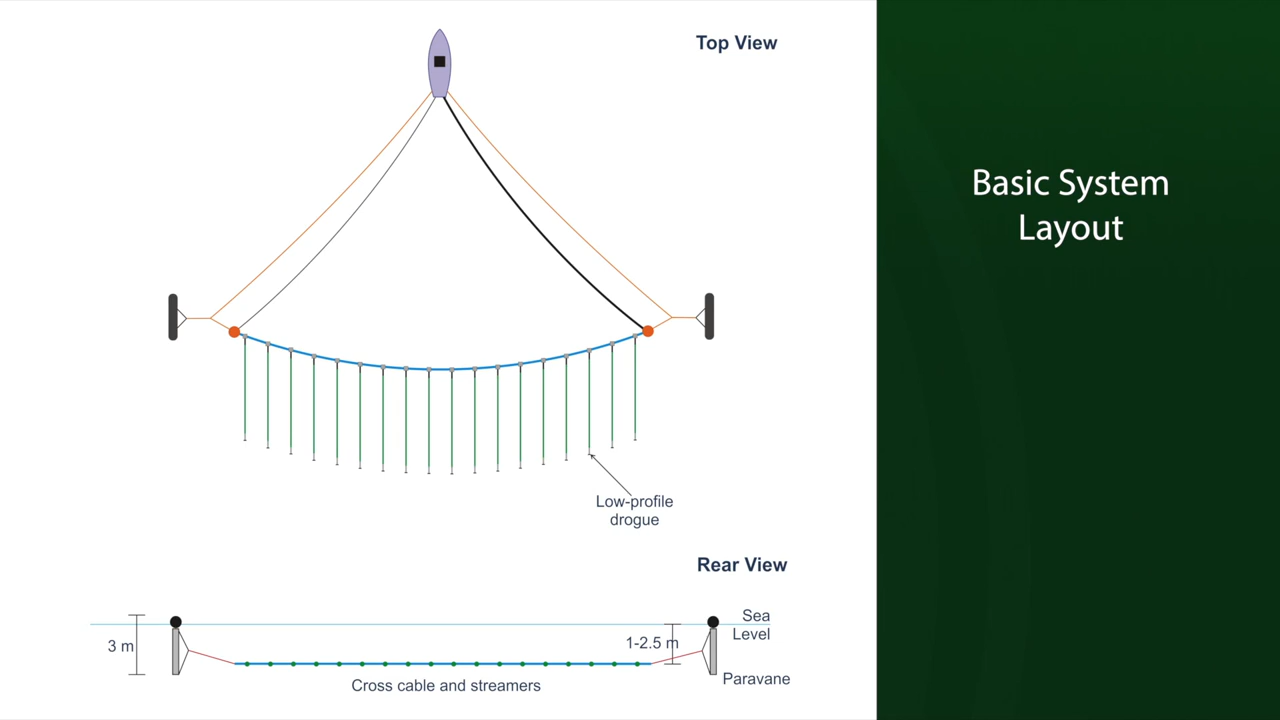 Top View
Basic System
Layout
Low-profile
drogue
Rear View
Sea
Level
3 m
1-2.5 m
Paravane
Cross cable and streamers